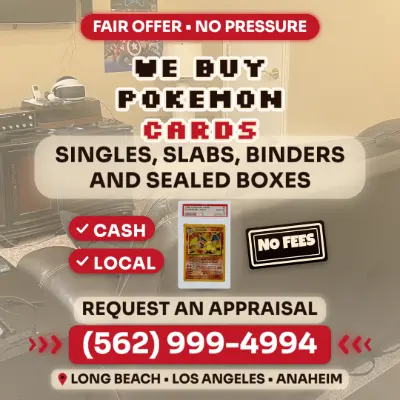 FAIR OFFER • NO PRESSURE
WE BUY
POKEMON
CARDS
SINGLES, SLABS, BINDERS
AND SEALED BOXES
CASH
LOCAL
NO FEES
REQUEST AN APPRAISAL
(562) 999-4994
LONG BEACH • LOS ANGELES • ANAHEIM